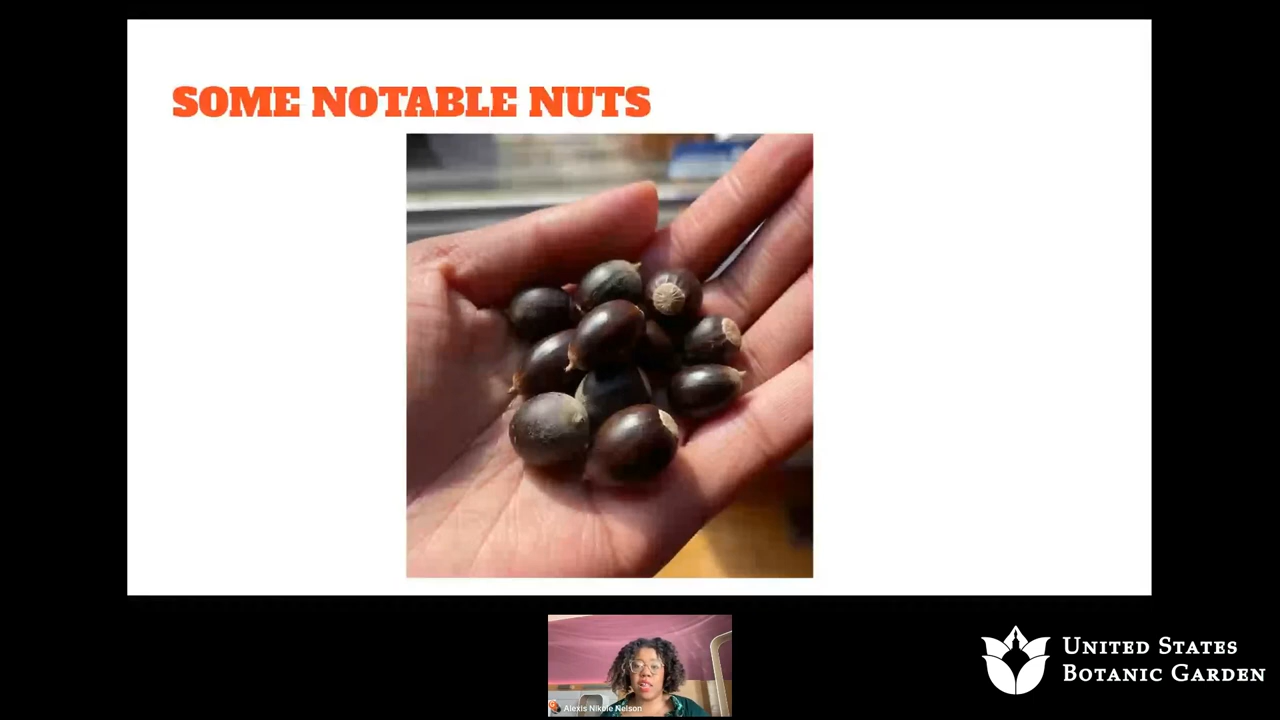 SOME NOTABLE NUTS
Alexis Nikole Nelson
UNITED STATES
BOTANIC GARDEN